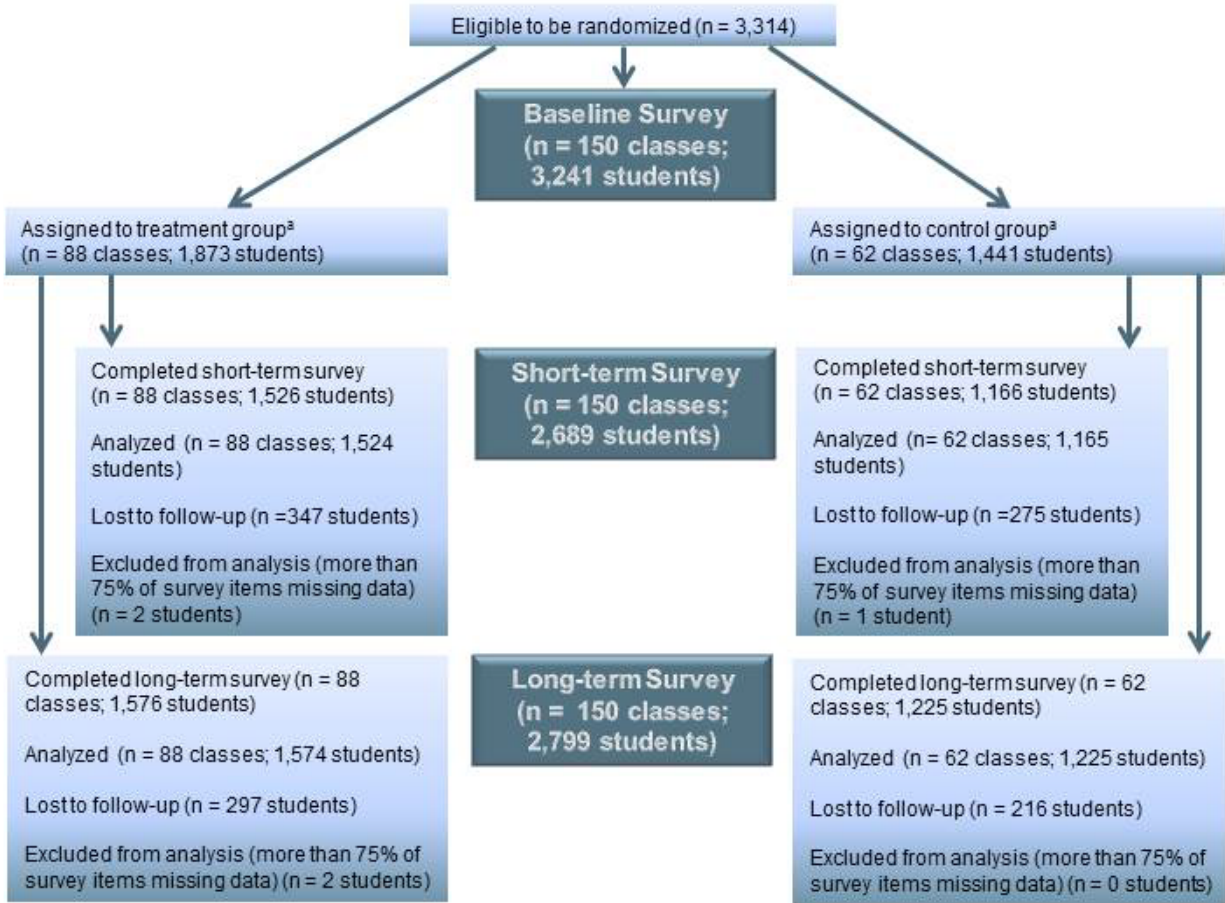 Eligible to be randomized (n = 3,314)
Baseline Survey
(n = 150 classes;
3,241 students)
Assigned to treatment groupª
(n = 88 classes; 1,873 students)
Assigned to control groupª
(n = 62 classes; 1,441 students)
Completed short-term survey
(n = 88 classes; 1,526 students)
Analyzed (n = 88 classes; 1,524
students)
Lost to follow-up (n =347 students)
Excluded from analysis (more than
75% of survey items missing data)
(n = 2 students)
Short-term Survey
(n = 150 classes;
2,689 students)
Completed short-term survey
(n = 62 classes; 1,166 students)
Analyzed (n= 62 classes; 1,165
students)
Lost to follow-up (n =275 students)
Excluded from analysis (more than
75% of survey items missing data)
(n = 1 student)
Completed long-term survey (n = 88
classes; 1,576 students)
Analyzed (n = 88 classes; 1,574 students)
Lost to follow-up (n = 297 students)
Excluded from analysis (more than 75% of
survey items missing data) (n = 2 students)
Long-term Survey
(n = 150 classes;
2,799 students)
Completed long-term survey (n = 62
classes; 1,225 students)
Analyzed (n = 62 classes; 1,225 students)
Lost to follow-up (n = 216 students)
Excluded from analysis (more than 75% of
survey items missing data) (n = 0 students)